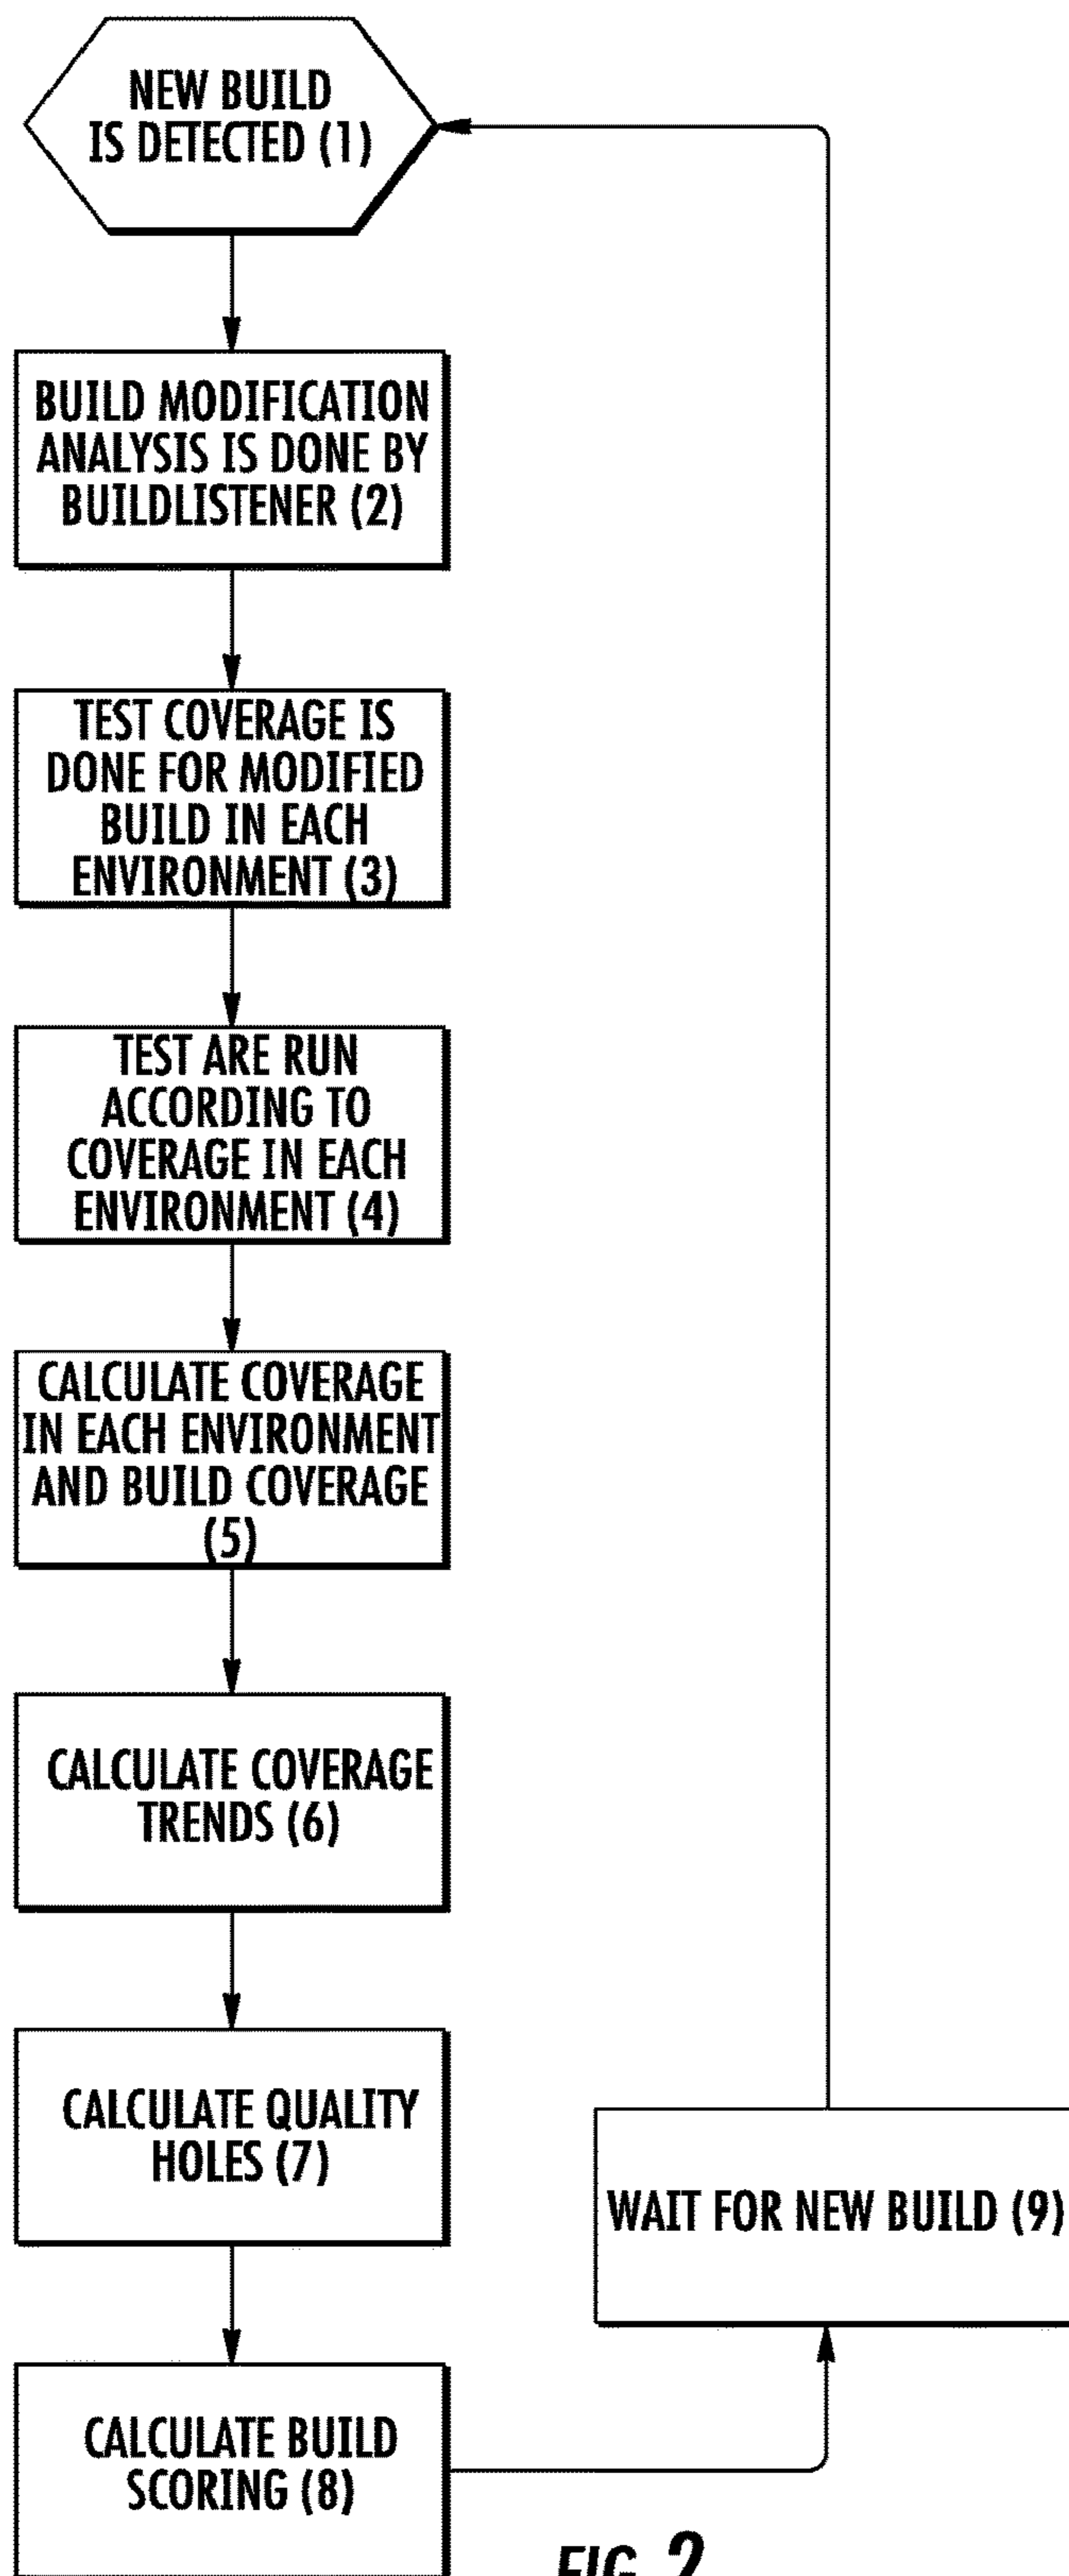 NEW BUILD
IS DETECTED (1)
BUILD MODIFICATION
ANALYSIS IS DONE BY
BUILDLISTENER (2)
TEST COVERAGE IS
DONE FOR MODIFIED
BUILD IN EACH
ENVIRONMENT (3)
TEST ARE RUN
ACCORDING TO
COVERAGE IN EACH
ENVIRONMENT (4)
CALCULATE COVERAGE
IN EACH ENVIRONMENT
AND BUILD COVERAGE
(5)
CALCULATE COVERAGE
TRENDS (6)
CALCULATE QUALITY
HOLES (7)
CALCULATE BUILD
SCORING (8)
WAIT FOR NEW BUILD (9)
FIG. 2